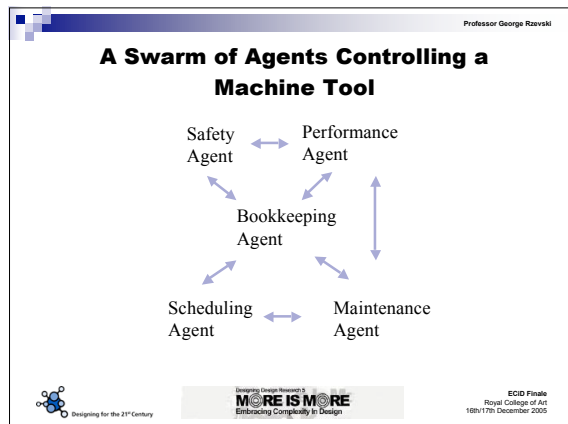 Professor George Rzevski
A Swarm of Agents Controlling a
Machine Tool
Safety
Agent
Performance
Agent
Bookkeeping
Agent
Scheduling
Agent
Maintenance
Agent
Designing for the 21st Century
Designing Design Research 5
MORE IS MORE
Embracing Complexity In Design
ECiD Finale
Royal College of Art
16th/17th December 2005